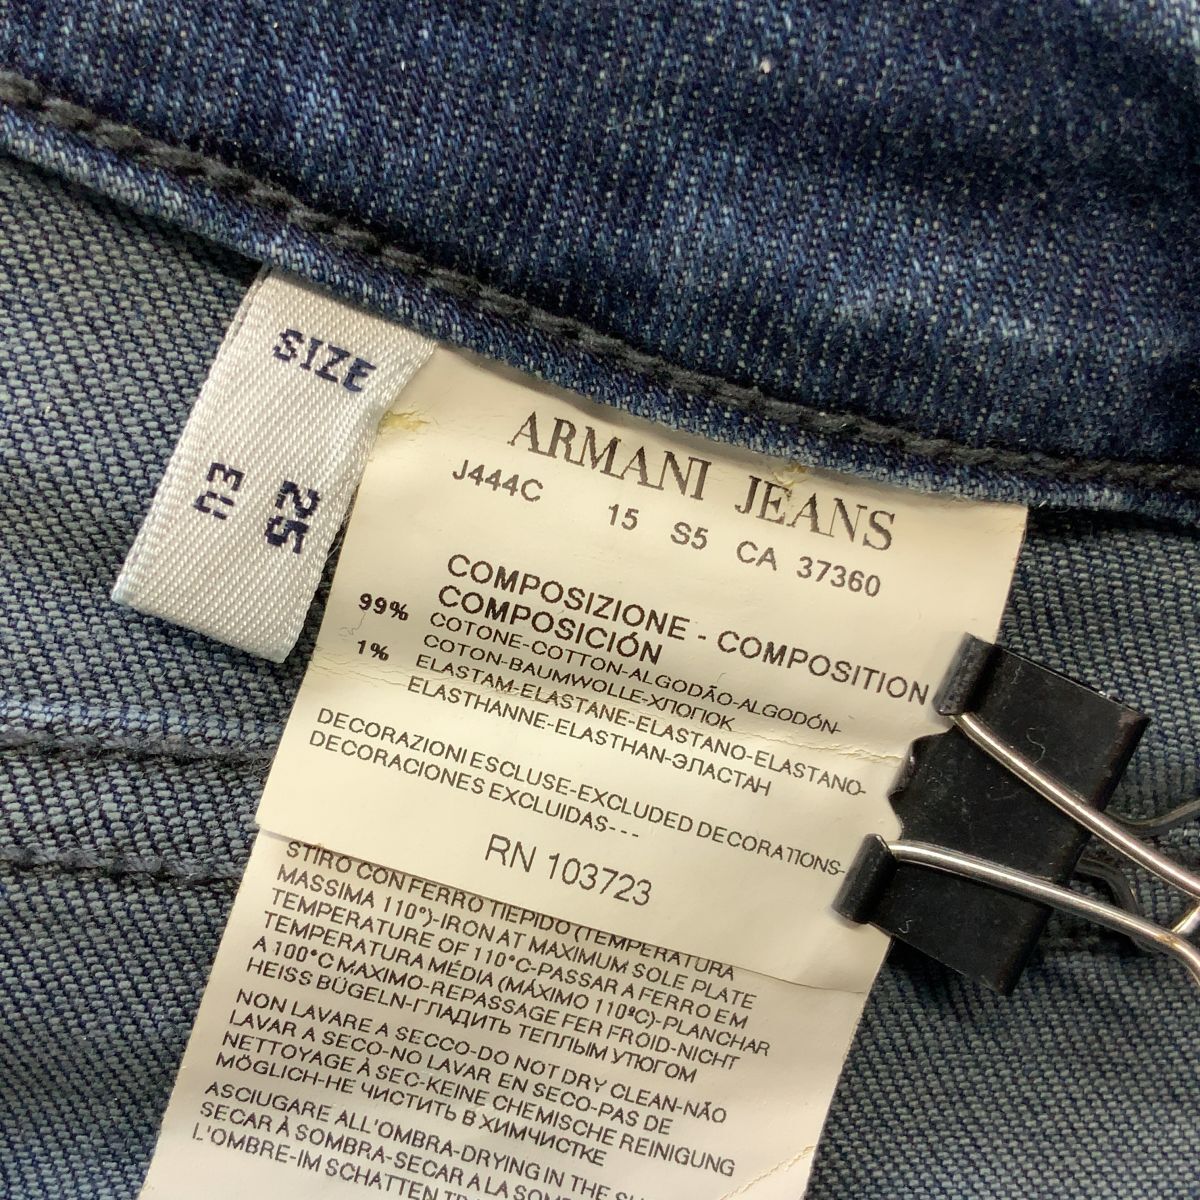 SIZE
EU
25
ARMANI JEANS
J444C 15 S5 CA 37360
COMPOSIZIONE - COMPOSITION
COMPOSICIÓN
99% COTONE-COTTON-ALGODÃO-ALGODÓN-
COTON-BAUMWOLLE-ХЛОПОК
1% ELASTAM-ELASTANE-ELASTANO-ELASTANO-
ELASTHANNE-ELASTHAN-ЭЛАСТАН
DECORAZIONI ESCLUSE-EXCLUDED DECORATIONS-
DECORACIONES EXCLUIDAS---
RN 103723
STIRO CON FERRO TIEPIDO (TEMPERATURA
MASSIMA 110°)-IRON AT MAXIMUM SOLE PLATE
TEMPERATURE OF 110°C-PASSAR A FERRO EM
TEMPERATURA MÉDIA (MÁXIMO 110ºC)-PLANCHAR
A 100°C MAXIMO-REPASSAGE FER FROID-NICHT
HEISS BÜGELN-ГЛАДИТЬ ТЕПЛЫМ УТЮГОМ
NON LAVARE A SECCO-DO NOT DRY CLEAN-NÃO
LAVAR A SECO-NO LAVAR EN SECO-PAS DE
NETTOYAGE À SEC-KEINE CHEMISCHE REINIGUNG
MÖGLICH-НЕ ЧИСТИТЬ В ХИМЧИСТКЕ
ASCIUGARE ALL'OMBRA-DRYING IN THE
SECAR À SOMBRA-SECAR A LA
L'OMBRE-IM SCHATTEN